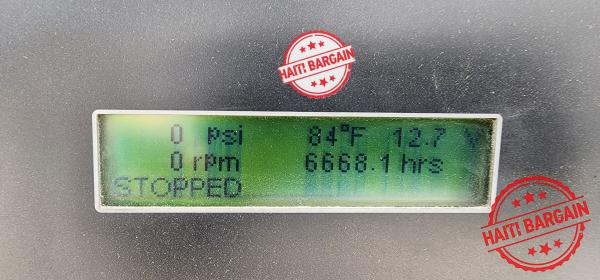 HAITI BARGAIN
0 psi 84°F 12.7 V
0 rpm 6668.1 hrs
STOPPED
HAITI BARGAIN